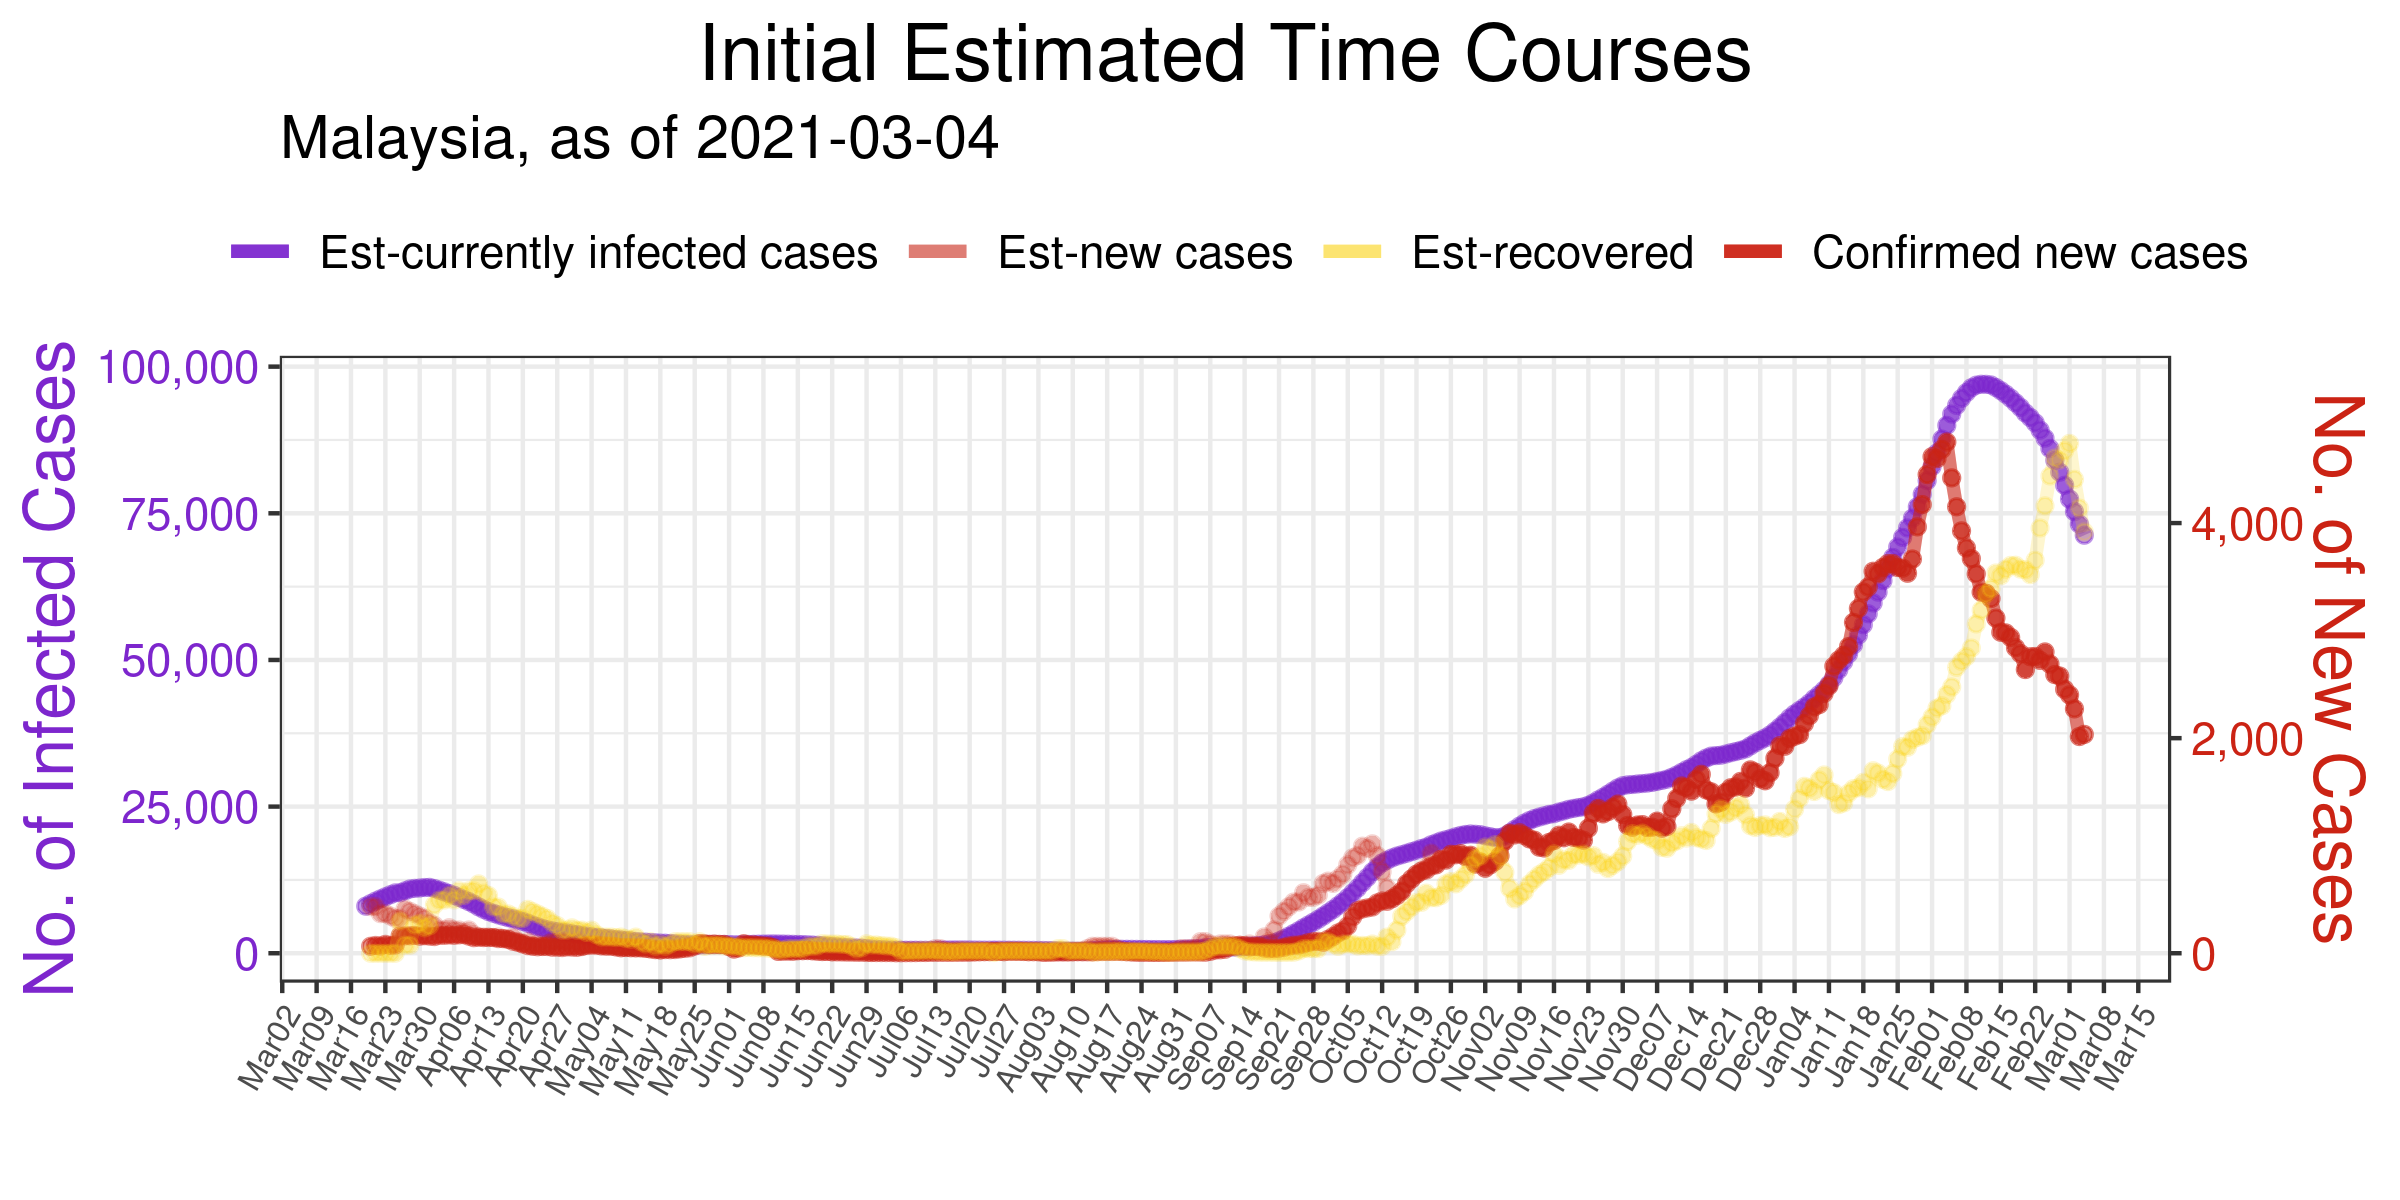 Initial Estimated Time Courses
Malaysia, as of 2021-03-04
Est-currently infected cases Est-new cases Est-recovered Confirmed new cases
No. of Infected Cases
100,000
75,000
50,000
25,000
0
4,000
2,000
0
No. of New Cases
Mar02 Mar09 Mar16 Mar23 Mar30 Apr06 Apr13 Apr20 Apr27 May04 May11 May18 May25 Jun01 Jun08 Jun15 Jun22 Jun29 Jul06 Jul13 Jul20 Jul27 Aug03 Aug10 Aug17 Aug24 Aug31 Sep07 Sep14 Sep21 Sep28 Oct05 Oct12 Oct19 Oct26 Nov02 Nov09 Nov16 Nov23 Nov30 Dec07 Dec14 Dec21 Dec28 Jan04 Jan11 Jan18 Jan25 Feb01 Feb08 Feb15 Feb22 Mar01 Mar08 Mar15